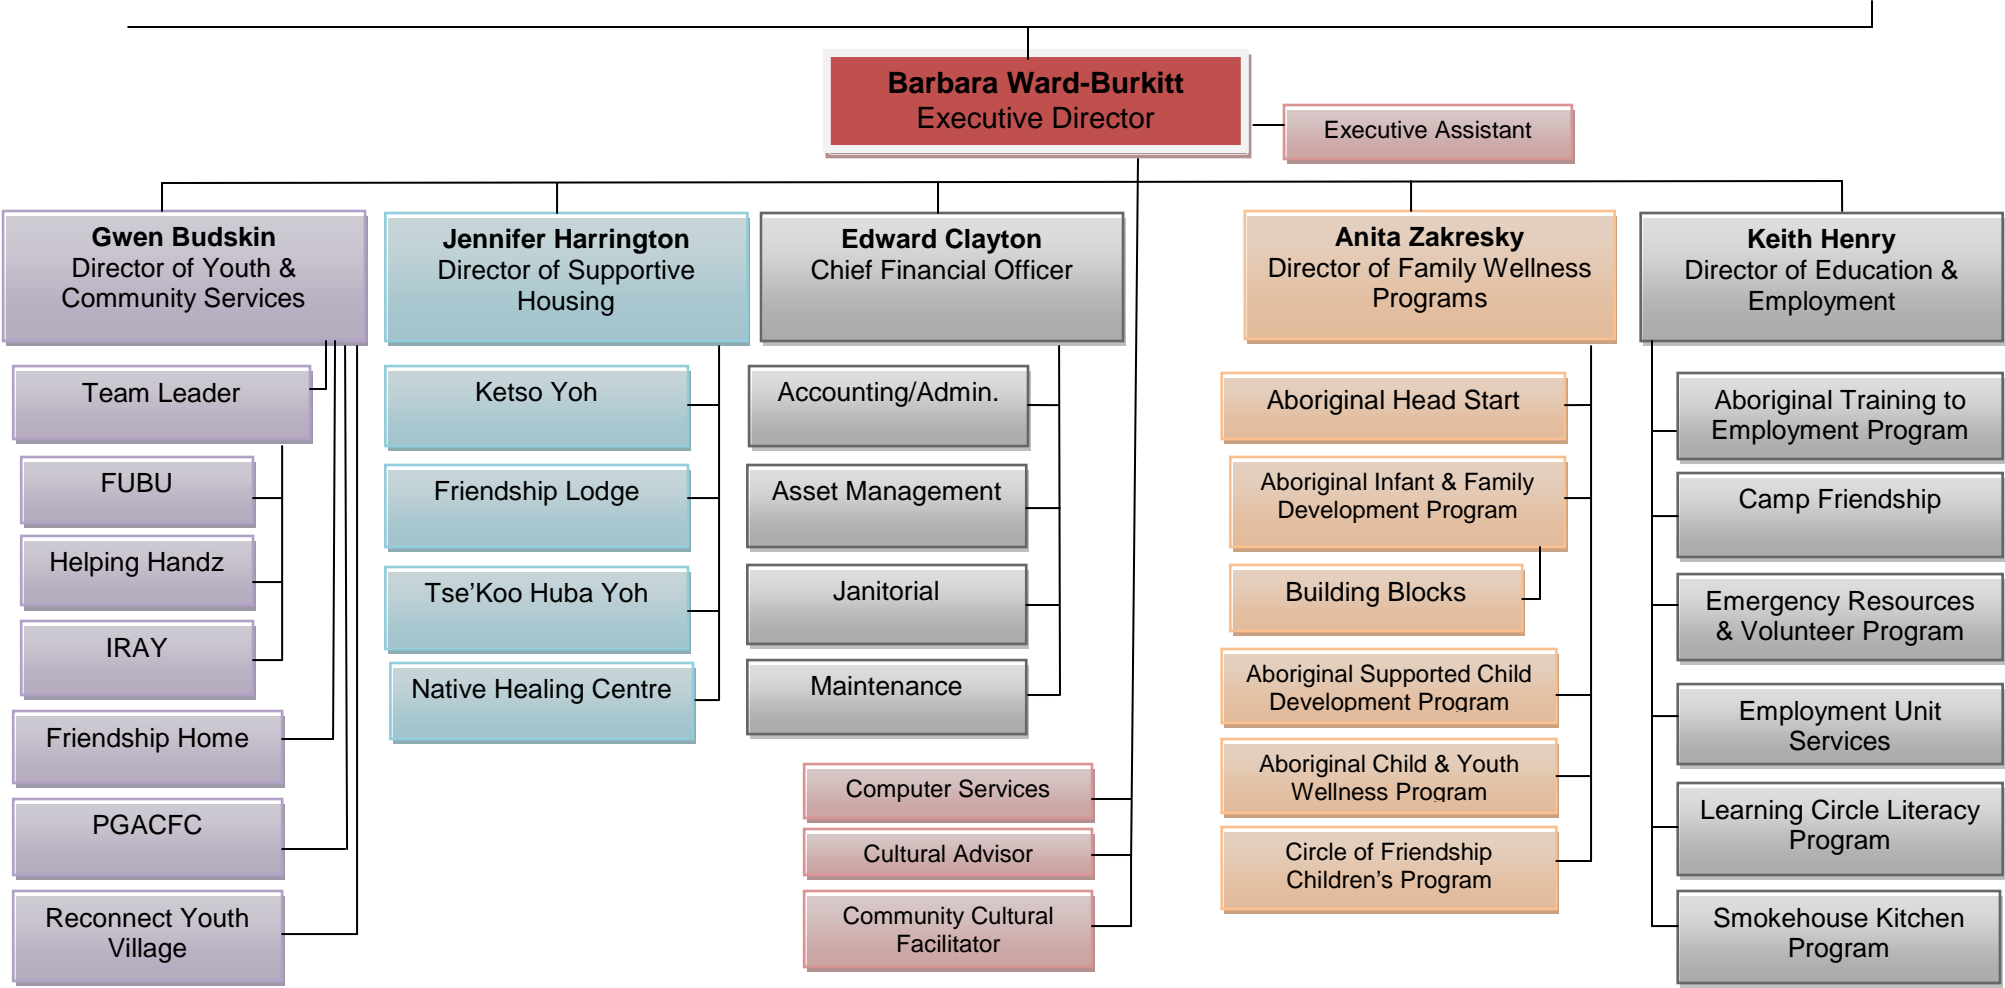 Barbara Ward-Burkitt
Executive Director
Executive Assistant
Gwen Budskin
Director of Youth &
Community Services
Team Leader
FUBU
Helping Handz
IRAY
Friendship Home
PGACFC
Reconnect Youth
Village
Jennifer Harrington
Director of Supportive
Housing
Ketso Yoh
Friendship Lodge
Tse’Koo Huba Yoh
Native Healing Centre
Edward Clayton
Chief Financial Officer
Accounting/Admin.
Asset Management
Janitorial
Maintenance
Computer Services
Cultural Advisor
Community Cultural
Facilitator
Anita Zakresky
Director of Family Wellness
Programs
Aboriginal Head Start
Aboriginal Infant & Family
Development Program
Building Blocks
Aboriginal Supported Child
Development Program
Aboriginal Child & Youth
Wellness Program
Circle of Friendship
Children’s Program
Keith Henry
Director of Education &
Employment
Aboriginal Training to
Employment Program
Camp Friendship
Emergency Resources
& Volunteer Program
Employment Unit
Services
Learning Circle Literacy
Program
Smokehouse Kitchen
Program